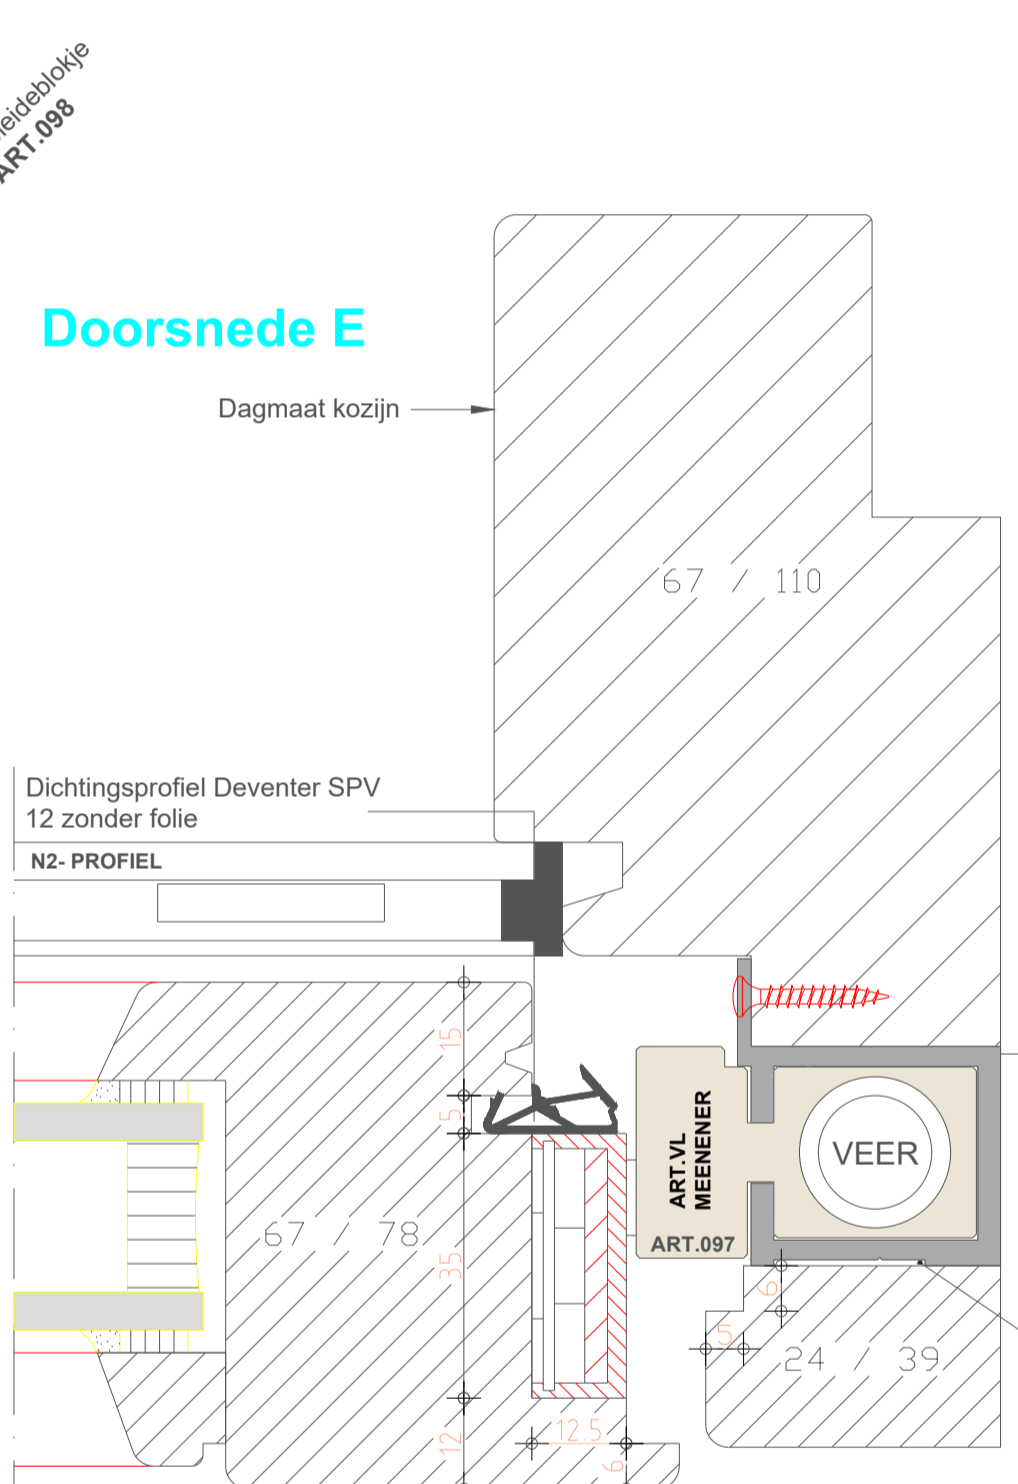 eideblokje
ART.098
Doorsnede E
Dagmaat kozijn
67 / 110
Dichtingsprofiel Deventer SPV
12 zonder folie
N2- PROFIEL
15
5
35
12
67 / 78
12.5
6
ART.VL
MEENENER
ART.097
VEER
6
5
24 / 39